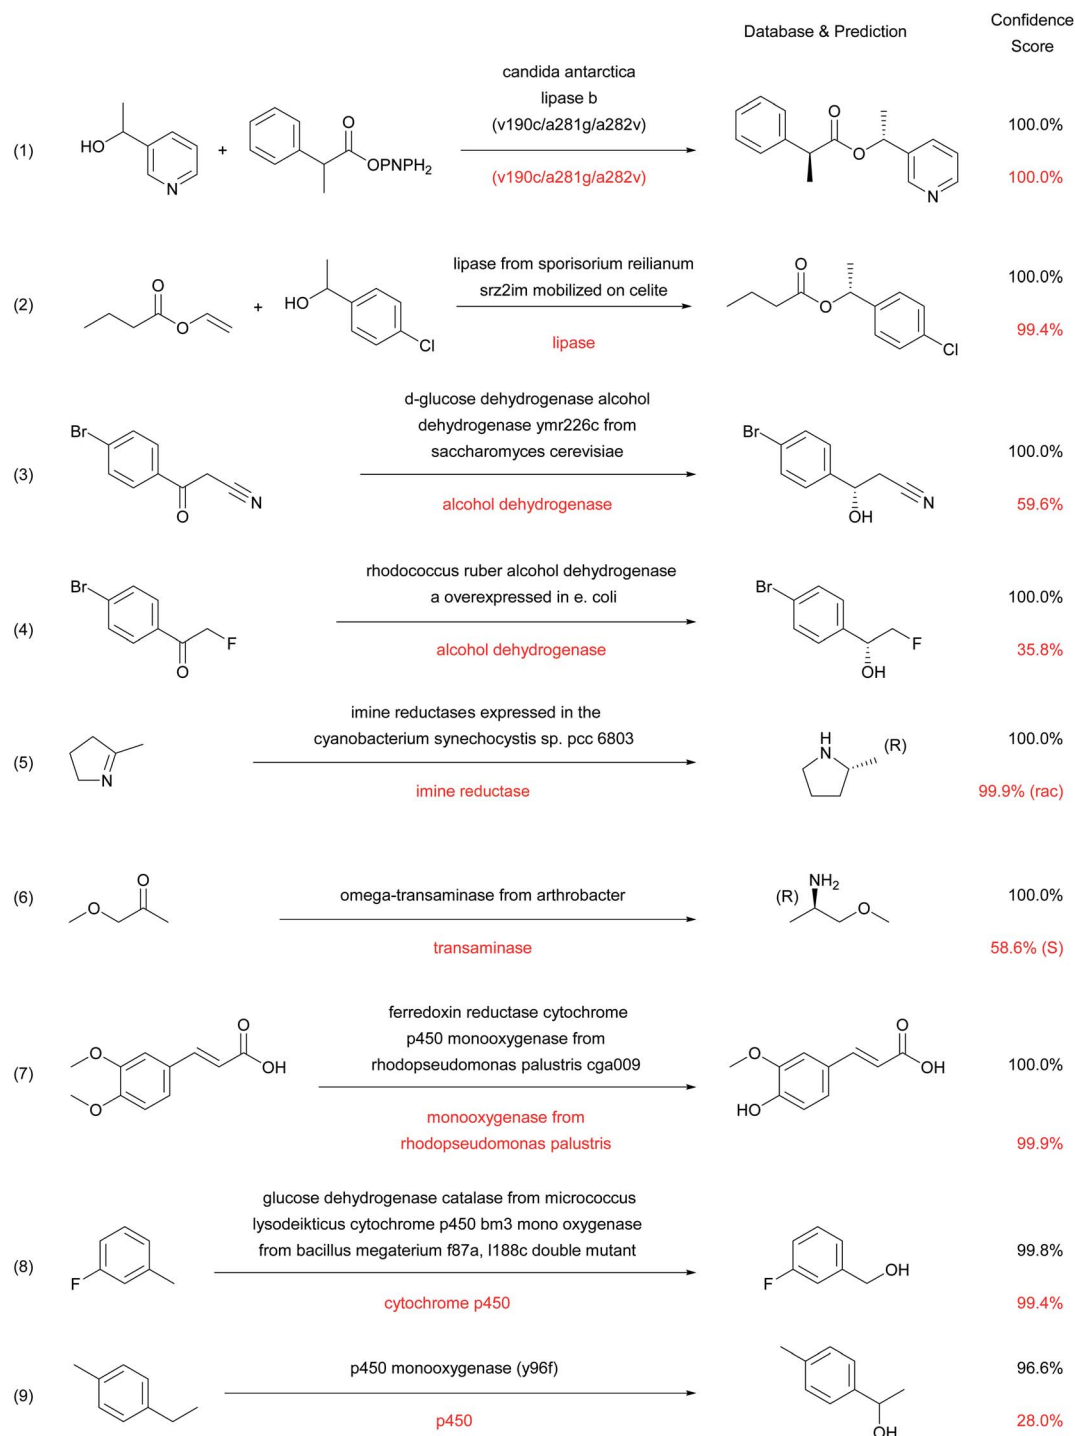 Database & Prediction
Confidence
Score
(1)
HO
N
+
O
OPNPH2
candida antarctica
lipase b
(v190c/a281g/a282v)
(v190c/a281g/a282v)
O
O
N
100.0%
100.0%
(2)
O
O
+
HO
Cl
lipase from sporisorium reilianum
srz2im mobilized on celite
lipase
O
O
Cl
100.0%
99.4%
(3)
Br
O
N
d-glucose dehydrogenase alcohol
dehydrogenase ymr226c from
saccharomyces cerevisiae
alcohol dehydrogenase
Br
OH
N
100.0%
59.6%
(4)
Br
O
F
rhodococcus ruber alcohol dehydrogenase
a overexpressed in e. coli
alcohol dehydrogenase
Br
OH
F
100.0%
35.8%
(5)
N
imine reductases expressed in the
cyanobacterium synechocystis sp. pcc 6803
imine reductase
H
N
(R)
100.0%
99.9% (rac)
(6)
O
O
omega-transaminase from arthrobacter
transaminase
(R)
NH2
O
100.0%
58.6% (S)
(7)
O
O
O
OH
ferredoxin reductase cytochrome
p450 monooxygenase from
rhodopseudomonas palustris cga009
monooxygenase from
rhodopseudomonas palustris
O
HO
O
OH
100.0%
99.9%
(8)
F
glucose dehydrogenase catalase from micrococcus
lysodeikticus cytochrome p450 bm3 mono oxygenase
from bacillus megaterium f87a, l188c double mutant
cytochrome p450
F
OH
99.8%
99.4%
(9)
p450 monooxygenase (y96f)
p450
OH
96.6%
28.0%